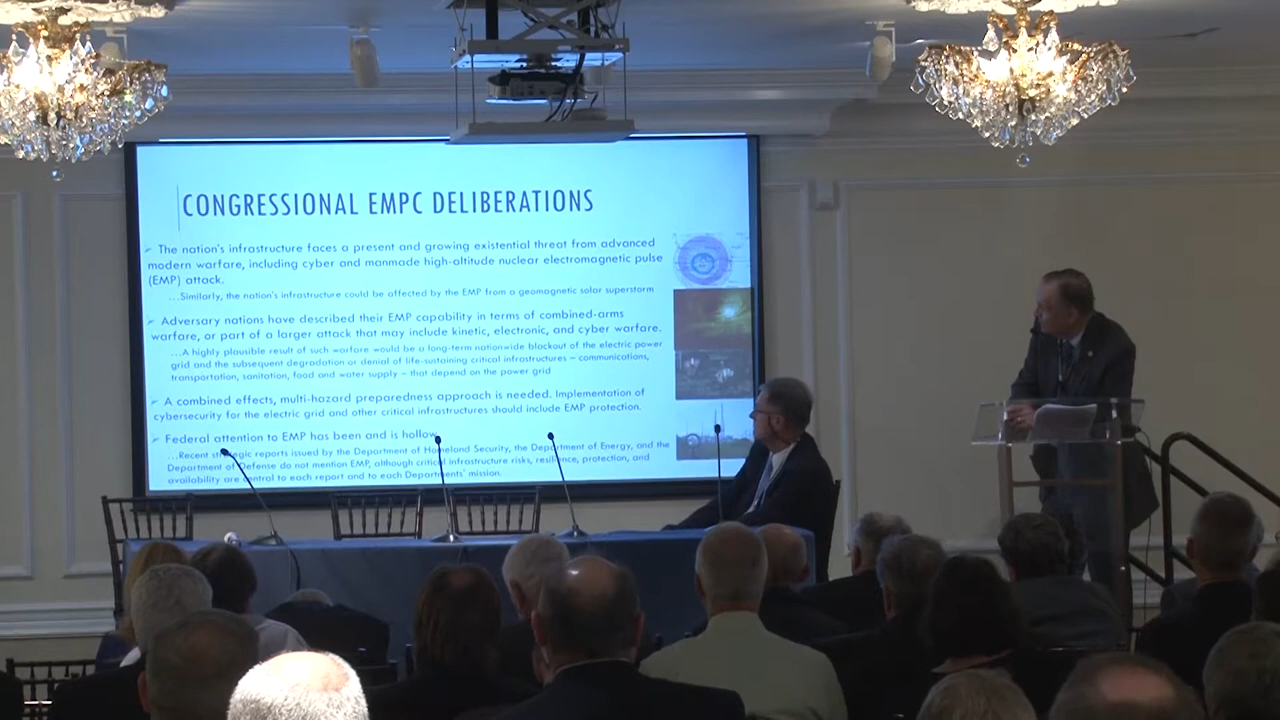 CONGRESSIONAL EMPC DELIBERATIONS
The nation's infrastructure faces a present and growing existential threat from advanced
modern warfare, including cyber and manmade high-altitude nuclear electromagnetic pulse
(EMP) attack.
...Similarly, the nation's infrastructure could be affected by the EMP from a geomagnetic solar superstorm
Adversary nations have described their EMP capability in terms of combined-arms
warfare, or part of a larger attack that may include kinetic, electronic, and cyber warfare.
...A highly plausible result of such warfare would be a long-term nationwide blackout of the electric power
grid and the subsequent degradation or denial of life-sustaining critical infrastructures – communications,
transportation, sanitation, food and water supply – that depend on the power grid
A combined effects, multi-hazard preparedness approach is needed. Implementation of
cybersecurity for the electric grid and other critical infrastructures should include EMP protection.
Federal attention to EMP has been and is hollow.
...Recent strategic reports issued by the Department of Homeland Security, the Department of Energy, and the
Department of Defense do not mention EMP, although critical infrastructure risks, resilience, protection, and
availability are central to each report and to each Departments' mission.